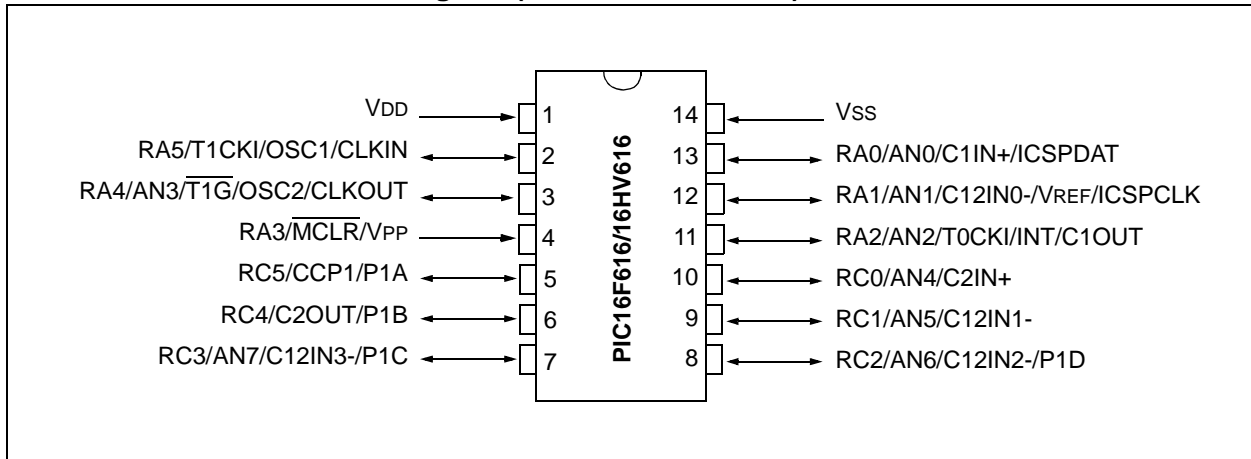 VDD
1
RA5/T1CKI/OSC1/CLKIN
2
RA4/AN3/T1G/OSC2/CLKOUT
3
RA3/MCLR/VPP
4
RC5/CCP1/P1A
5
RC4/C2OUT/P1B
6
RC3/AN7/C12IN3-/P1C
7
PIC16F616/16HV616
14
VSS
13
RA0/AN0/C1IN+/ICSPDAT
12
RA1/AN1/C12IN0-/VREF/ICSPCLK
11
RA2/AN2/T0CKI/INT/C1OUT
10
RC0/AN4/C2IN+
9
RC1/AN5/C12IN1-
8
RC2/AN6/C12IN2-/P1D